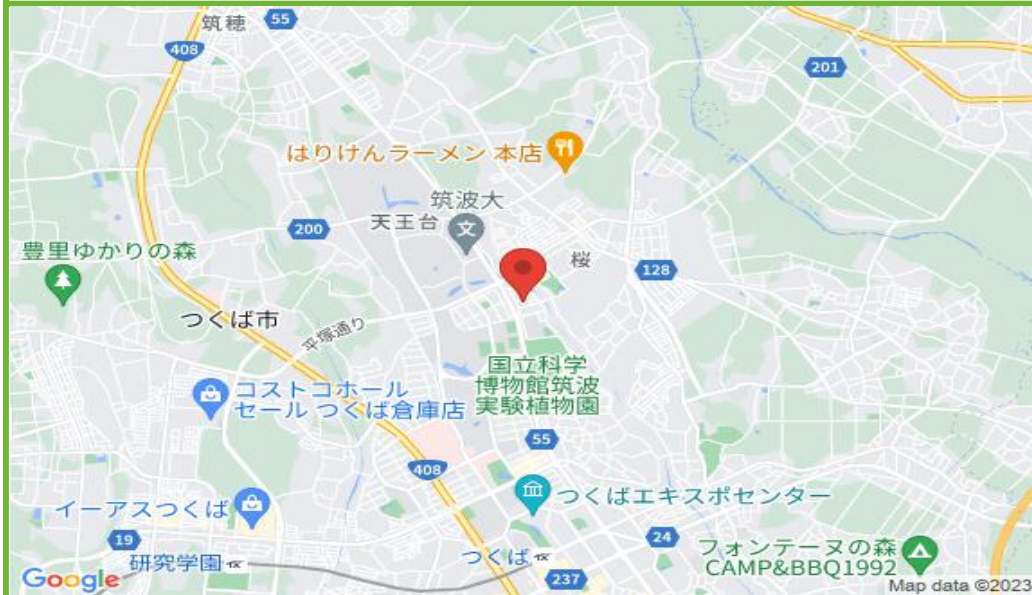 筑穂
55
408
201
はりけんラーメン 本店
筑波大
天王台
文
200
豊里ゆかりの森
桜
128
つくば市
平塚通り
国立科学
博物館筑波
実験植物園
コストコホール
セール つくば倉庫店
55
408
イーアスつくば
つくばエキスポセンター
19
研究学園
つくば
24
フォンテーヌの森
CAMP&BBQ1992
237
Google
Map data ©2023